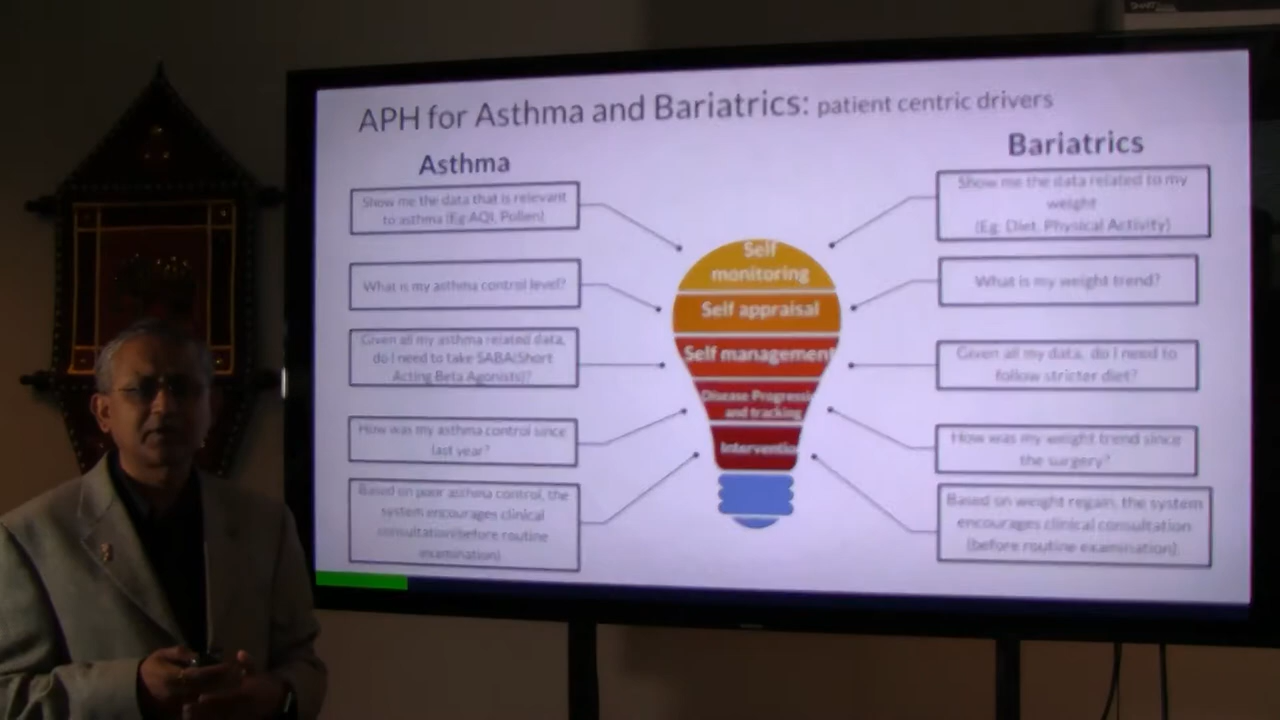 SMART
APH for Asthma and Bariatrics: patient centric drivers
Asthma
Show me the data that is relevant
to asthma (Eg AQI, Pollen)
What is my asthma control level?
Given all my asthma related data,
do I need to take SABA(Short
Acting Beta Agonists)?
How was my asthma control since
last year?
Based on poor asthma control, the
system encourages clinical
consultation(before routine
examination)
Self
monitoring
Self appraisal
Self management
Disease Progressi
and tracking
Interventio
Bariatrics
Show me the data related to my
weight
(Eg: Diet, Physical Activity)
What is my weight trend?
Given all my data, do I need to
follow stricter diet?
How was my weight trend since
the surgery?
Based on weight regain, the system
encourages clinical consultation
(before routine examination).